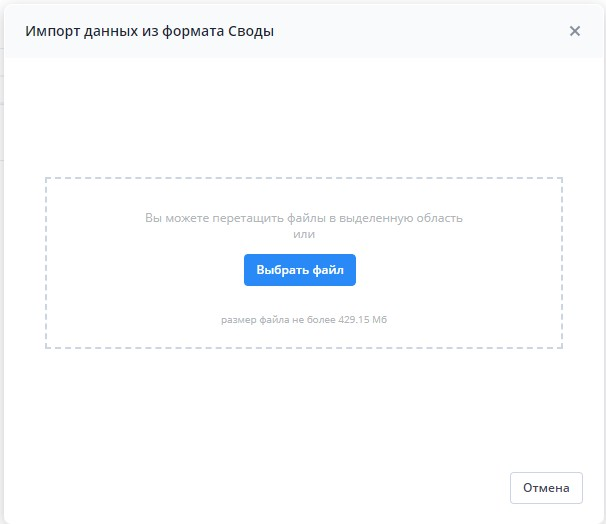 Импорт данных из формата Своды
Вы можете перетащить файлы в выделенную область
или
Выбрать файл
размер файла не более 429.15 Мб
Отмена